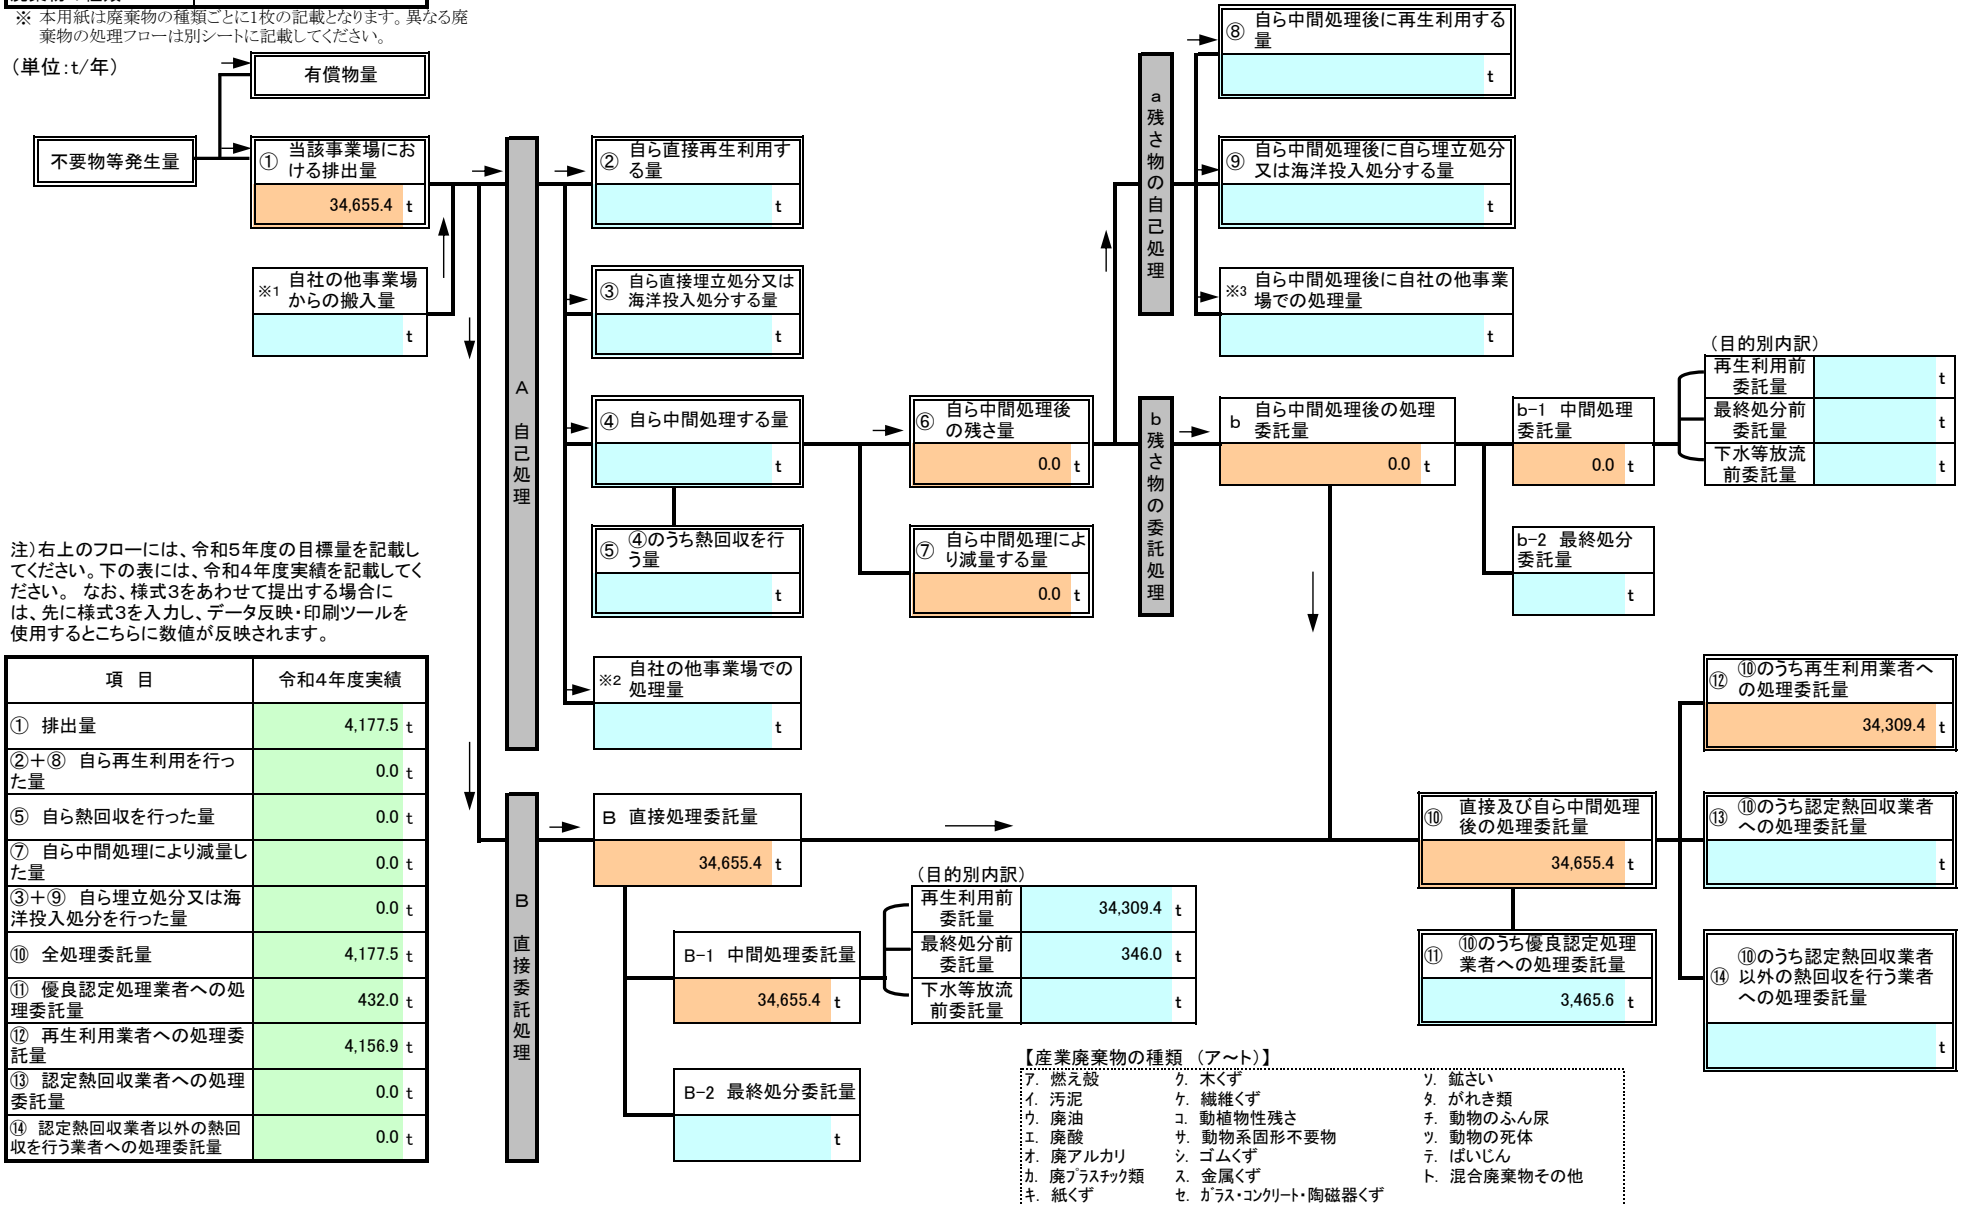 ※ 本用紙は廃棄物の種類ごとに1枚の記載となります。異なる廃
棄物の処理フローは別シートに記載してください。
（単位:t/年）
有償物量
不要物等発生量
① 当該事業場にお
ける排出量
34,655.4 t
※1 自社の他事業場
からの搬入量
t
A 自己処理
② 自ら直接再生利用す
る量
t
③ 自ら直接埋立処分又は
海洋投入処分する量
t
④ 自ら中間処理する量
t
⑤ ④のうち熱回収を行
う量
t
※2 自社の他事業場での
処理量
t
⑥ 自ら中間処理後
の残さ量
0.0 t
⑦ 自ら中間処理によ
り減量する量
0.0 t
a 残さ物の自己処理
⑧ 自ら中間処理後に再生利用する
量
t
⑨ 自ら中間処理後に自ら埋立処分
又は海洋投入処分する量
t
※3 自ら中間処理後に自社の他事業
場での処理量
t
b 残さ物の委託処理
b 自ら中間処理後の処理
委託量
0.0 t
b-1 中間処理
委託量
0.0 t
（目的別内訳）
再生利用前
委託量
t
最終処分前
委託量
t
下水等放流
前委託量
t
b-2 最終処分
委託量
t
注）右上のフローには、令和5年度の目標量を記載し
てください。下の表には、令和4年度実績を記載してく
ださい。 なお、様式3をあわせて提出する場合に
は、先に様式3を入力し、データ反映・印刷ツールを
使用するとこちらに数値が反映されます。
項 目 令和4年度実績
① 排出量 4,177.5 t
②＋⑧ 自ら再生利用を行っ
た量 0.0 t
⑤ 自ら熱回収を行った量 0.0 t
⑦ 自ら中間処理により減量し
た量 0.0 t
③＋⑨ 自ら埋立処分又は海
洋投入処分を行った量 0.0 t
⑩ 全処理委託量 4,177.5 t
⑪ 優良認定処理業者への処
理委託量 432.0 t
⑫ 再生利用業者への処理委
託量 4,156.9 t
⑬ 認定熱回収業者への処理
委託量 0.0 t
⑭ 認定熱回収業者以外の熱回
収を行う業者への処理委託量 0.0 t
B 直接委託処理
B 直接処理委託量
34,655.4 t
B-1 中間処理委託量
34,655.4 t
（目的別内訳）
再生利用前
委託量
34,309.4 t
最終処分前
委託量
346.0 t
下水等放流
前委託量
t
B-2 最終処分委託量
t
⑩ 直接及び自ら中間処理
後の処理委託量
34,655.4 t
⑪ ⑩のうち優良認定処理
業者への処理委託量
3,465.6 t
⑫ ⑩のうち再生利用業者へ
の処理委託量
34,309.4 t
⑬ ⑩のうち認定熱回収業者
への処理委託量
t
⑭ ⑩のうち認定熱回収業者
以外の熱回収を行う業者
への処理委託量
t
【産業廃棄物の種類 （ア～ト）】
ア. 燃え殻 ク. 木くず ソ. 鉱さい
イ. 汚泥 ケ. 繊維くず タ. がれき類
ウ. 廃油 コ. 動植物性残さ チ. 動物のふん尿
エ. 廃酸 サ. 動物系固形不要物 ツ. 動物の死体
オ. 廃アルカリ シ. ゴムくず テ. ばいじん
カ. 廃プラスチック類 ス. 金属くず ト. 混合廃棄物その他
キ. 紙くず セ. ガラス・コンクリート・陶磁器くず